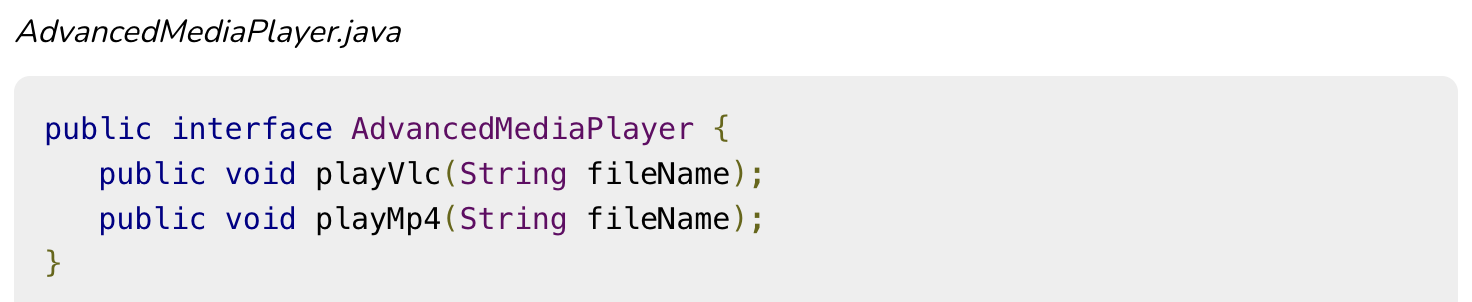 AdvancedMediaPlayer.java
public interface AdvancedMediaPlayer {
   public void playVlc(String fileName);
   public void playMp4(String fileName);
}